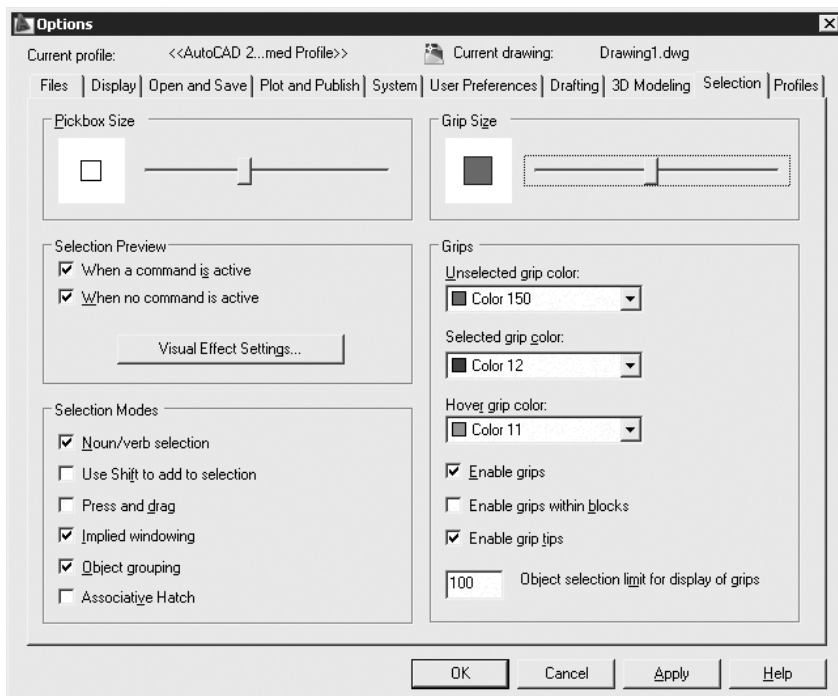 Options
Current profile: <<AutoCAD 2...med Profile>> Current drawing: Drawing1.dwg
Files Display Open and Save Plot and Publish System User Preferences Drafting 3D Modeling Selection Profiles
Pickbox Size
Grip Size
Selection Preview
When a command is active
When no command is active
Visual Effect Settings...
Selection Modes
Noun/verb selection
Use Shift to add to selection
Press and drag
Implied windowing
Object grouping
Associative Hatch
Grips
Unselected grip color:
Color 150
Selected grip color:
Color 12
Hover grip color:
Color 11
Enable grips
Enable grips within blocks
Enable grip tips
100 Object selection limit for display of grips
OK Cancel Apply Help